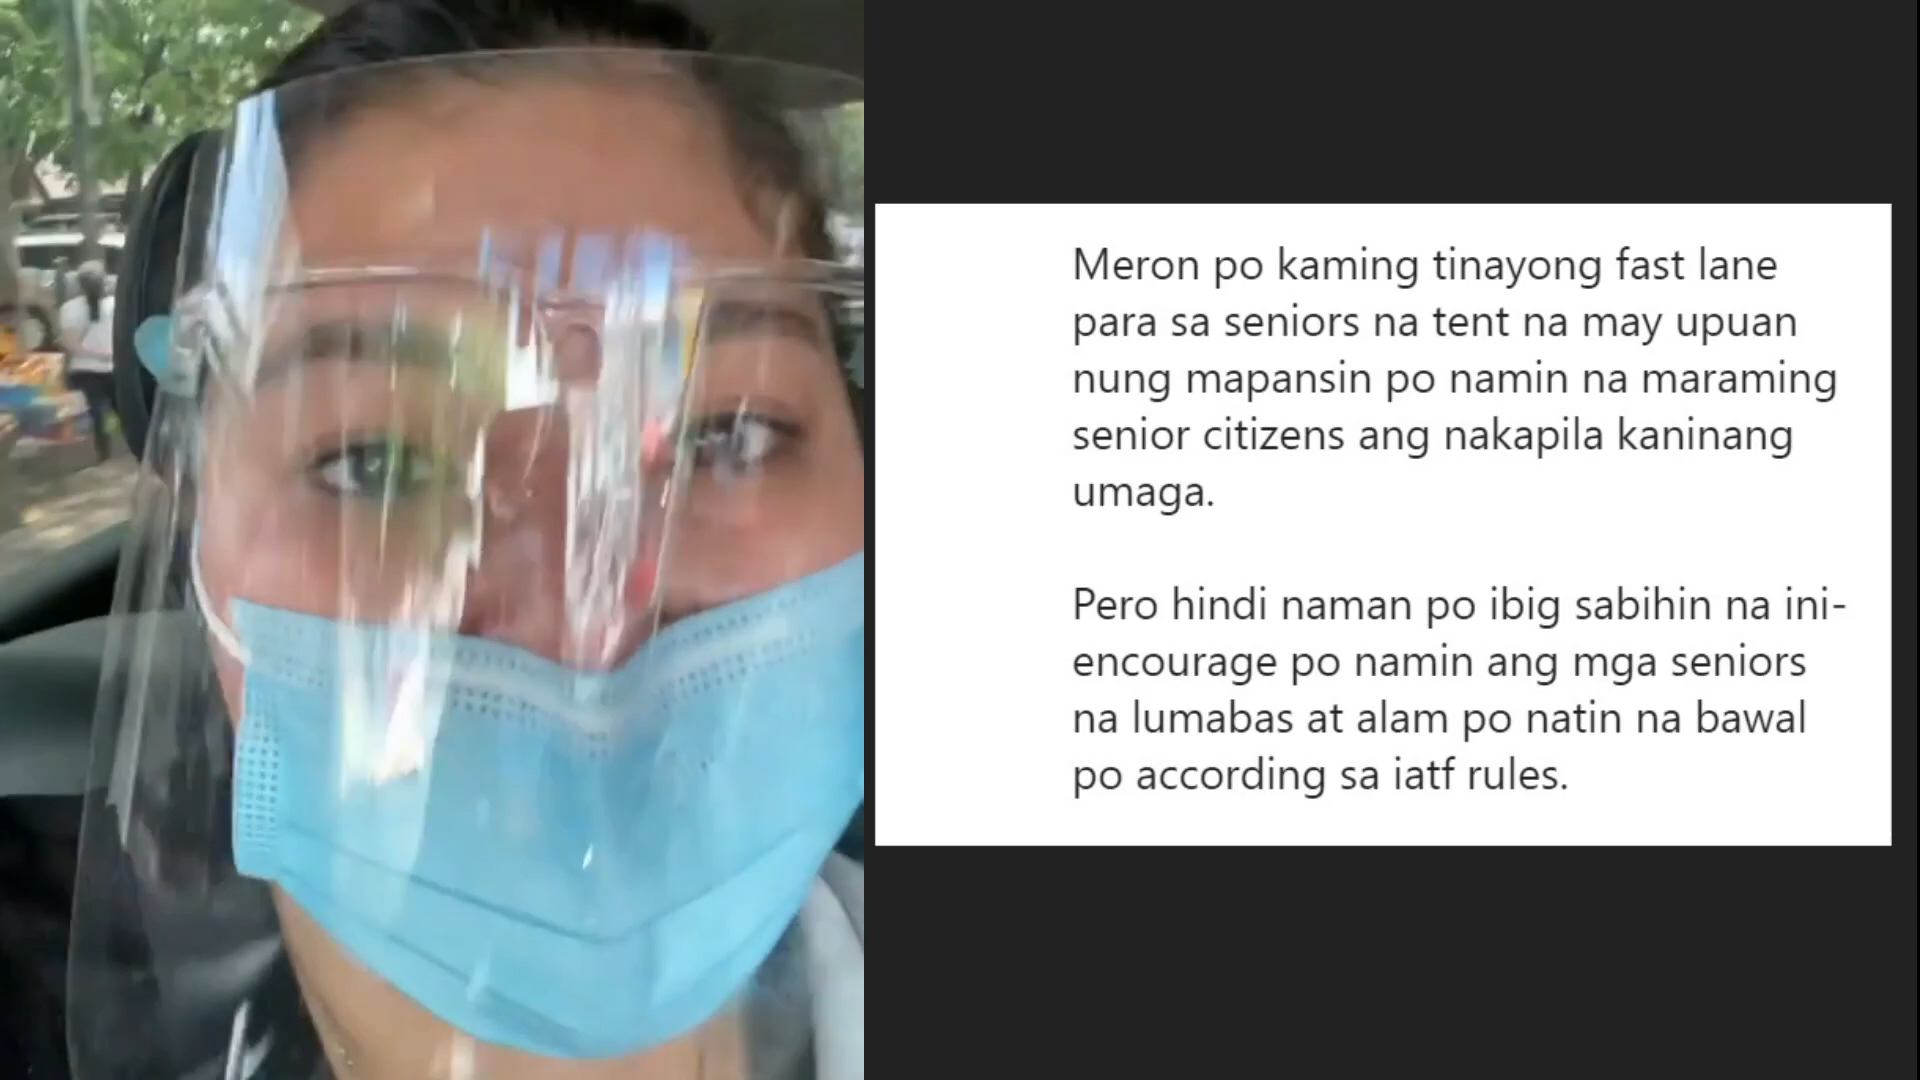 Meron po kaming tinayong fast lane
para sa seniors na tent na may upuan
nung mapansin po namin na maraming
senior citizens ang nakapila kaninang
umaga.
Pero hindi naman po ibig sabihin na ini-
encourage po namin ang mga seniors
na lumabas at alam po natin na bawal
po according sa iatf rules.